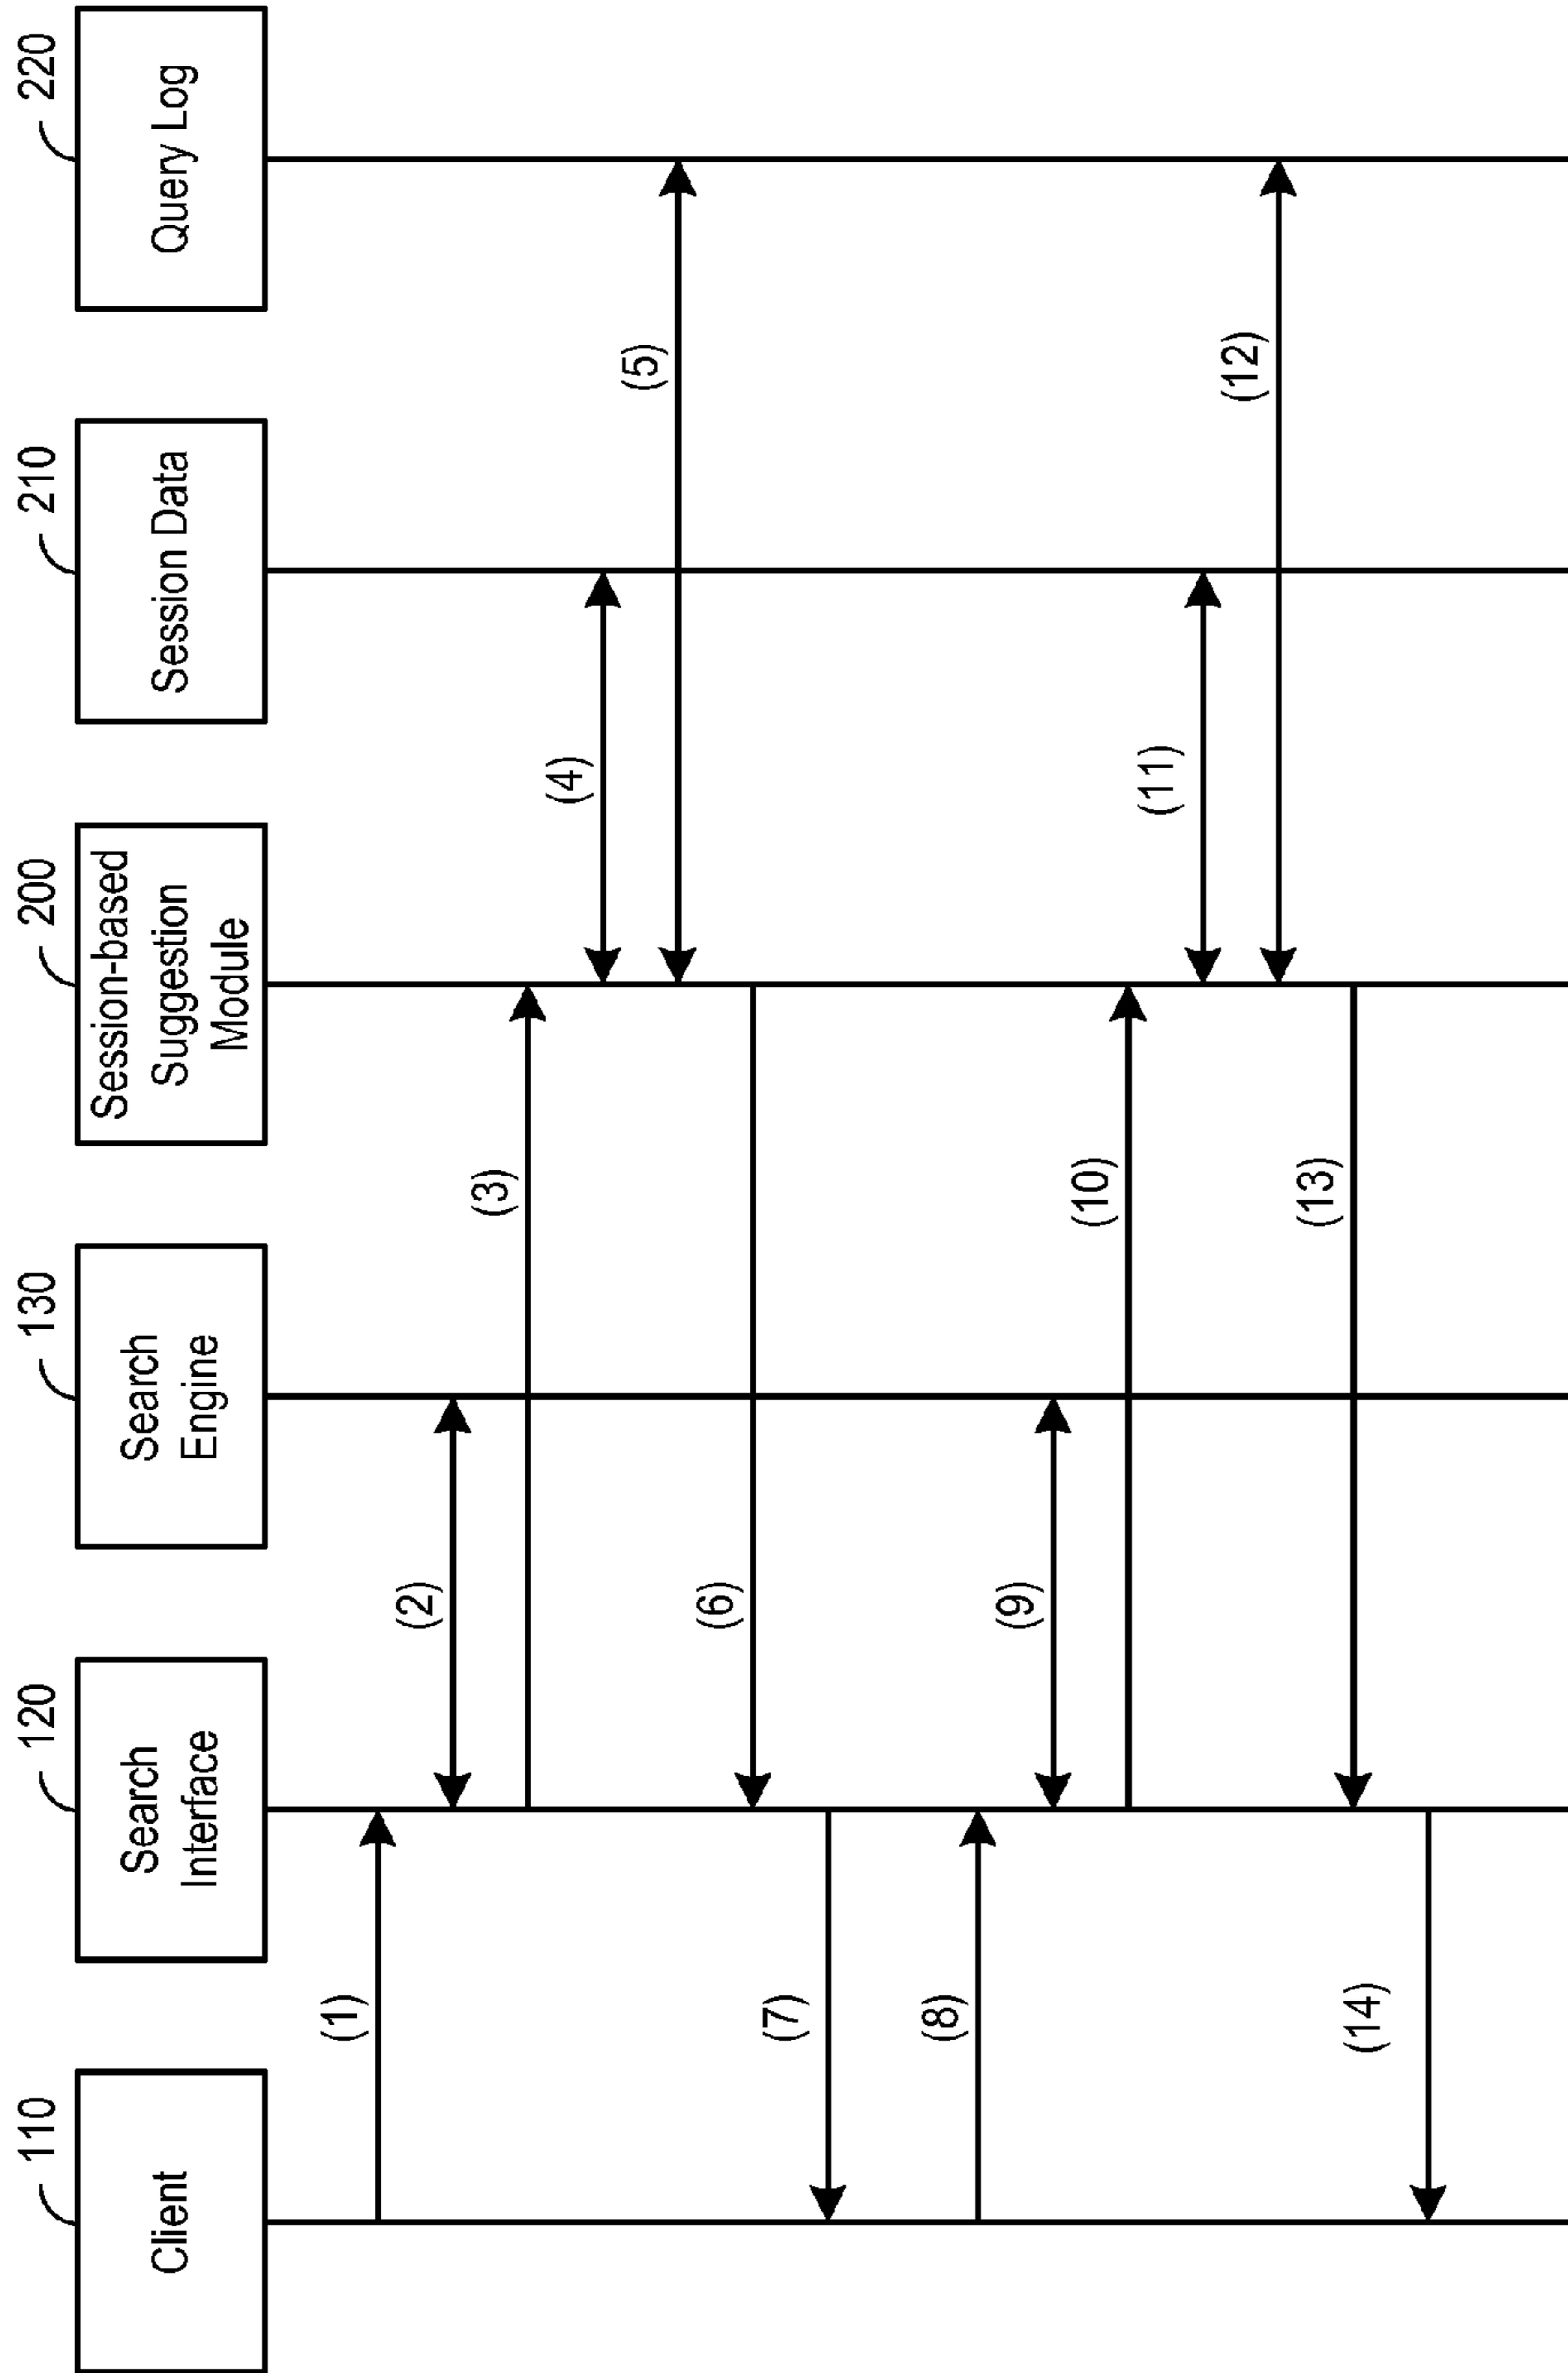 110
120
130
200
210
220
Client
Search
Interface
Search
Engine
Session-based
Suggestion
Module
Session Data
Query Log
(1)
(2)
(3)
(4)
(5)
(6)
(7)
(8)
(9)
(10)
(11)
(12)
(13)
(14)